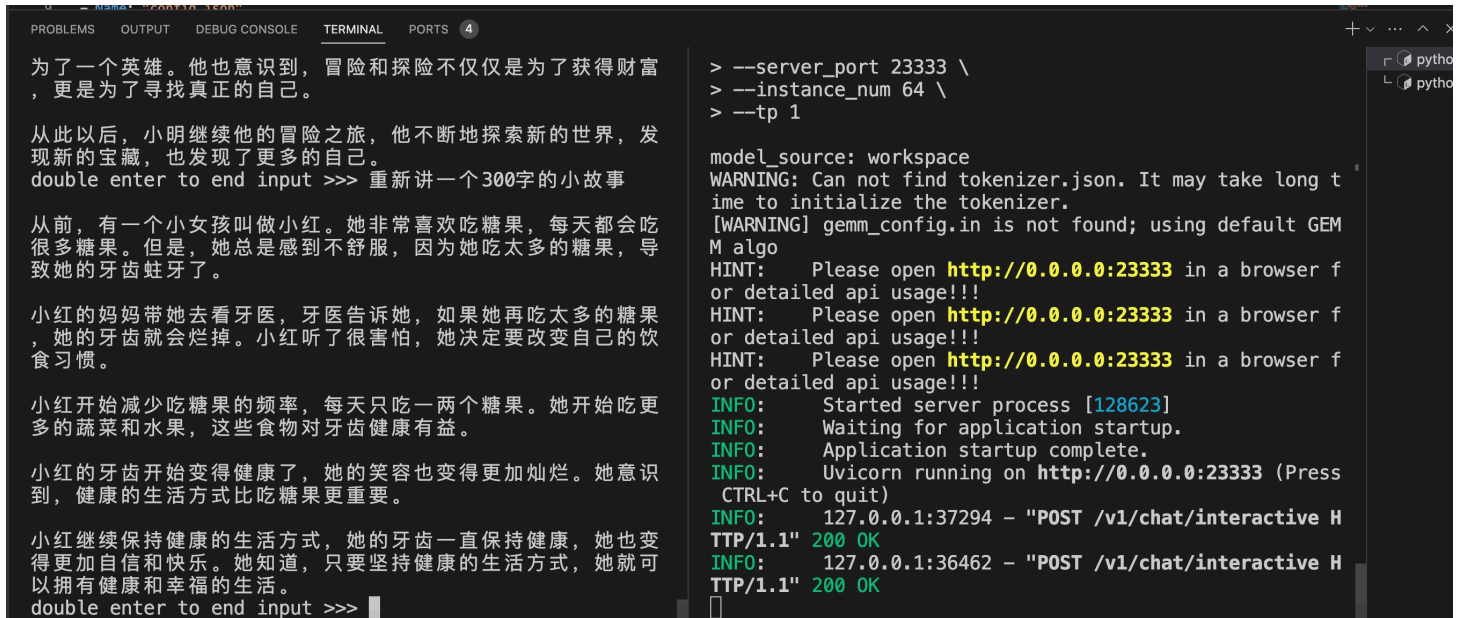 - Name: "config.json"
PROBLEMS OUTPUT DEBUG CONSOLE TERMINAL PORTS 4
为了一个英雄。他也意识到，冒险和探险不仅仅是为了获得财富
，更是为了寻找真正的自己。
从此以后，小明继续他的冒险之旅，他不断地探索新的世界，发
现新的宝藏，也发现了更多的自己。
double enter to end input >>> 重新讲一个300字的小故事
从前，有一个小女孩叫做小红。她非常喜欢吃糖果，每天都会吃
很多糖果。但是，她总是感到不舒服，因为她吃太多的糖果，导
致她的牙齿蛀牙了。
小红的妈妈带她去看牙医，牙医告诉她，如果她再吃太多的糖果
，她的牙齿就会烂掉。小红听了很害怕，她决定要改变自己的饮
食习惯。
小红开始减少吃糖果的频率，每天只吃一两个糖果。她开始吃更
多的蔬菜和水果，这些食物对牙齿健康有益。
小红的牙齿开始变得健康了，她的笑容也变得更加灿烂。她意识
到，健康的生活方式比吃糖果更重要。
小红继续保持健康的生活方式，她的牙齿一直保持健康，她也变
得更加自信和快乐。她知道，只要坚持健康的生活方式，她就可
以拥有健康和幸福的生活。
double enter to end input >>>
> --server_port 23333 \
> --instance_num 64 \
> --tp 1
model_source: workspace
WARNING: Can not find tokenizer.json. It may take long t
ime to initialize the tokenizer.
[WARNING] gemm_config.in is not found; using default GEM
M algo
HINT:    Please open http://0.0.0.0:23333 in a browser f
or detailed api usage!!!
HINT:    Please open http://0.0.0.0:23333 in a browser f
or detailed api usage!!!
HINT:    Please open http://0.0.0.0:23333 in a browser f
or detailed api usage!!!
INFO:     Started server process [128623]
INFO:     Waiting for application startup.
INFO:     Application startup complete.
INFO:     Uvicorn running on http://0.0.0.0:23333 (Press
 CTRL+C to quit)
INFO:     127.0.0.1:37294 - "POST /v1/chat/interactive H
TTP/1.1" 200 OK
INFO:     127.0.0.1:36462 - "POST /v1/chat/interactive H
TTP/1.1" 200 OK
pytho
pytho